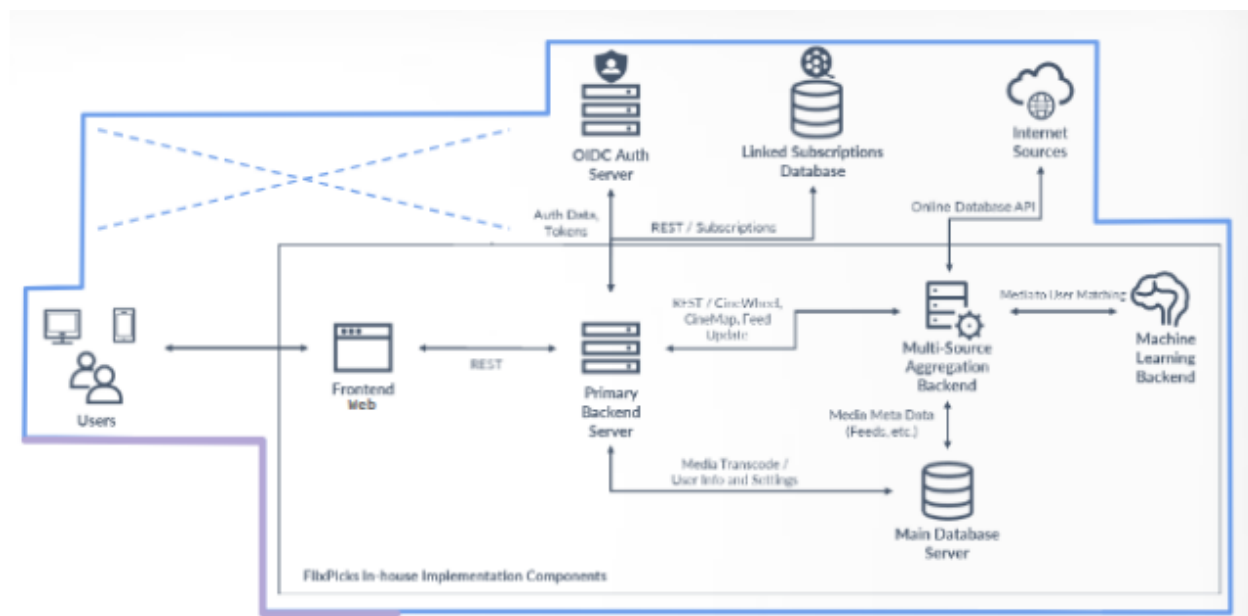 OIDC Auth
Server
Linked Subscriptions
Database
Internet
Sources
Auth Data,
Tokens
REST / Subscriptions
Online Database API
Users
Frontend
Web
REST
Primary
Backend
Server
REST / CineWheel,
CineMap, Feed
Update
Multi-Source
Aggregation
Backend
Media to User Matching
Machine
Learning
Backend
Media Meta Data
(Feeds, etc.)
Media Transcode /
User Info and Settings
Main Database
Server
FlixPicks In-house Implementation Components